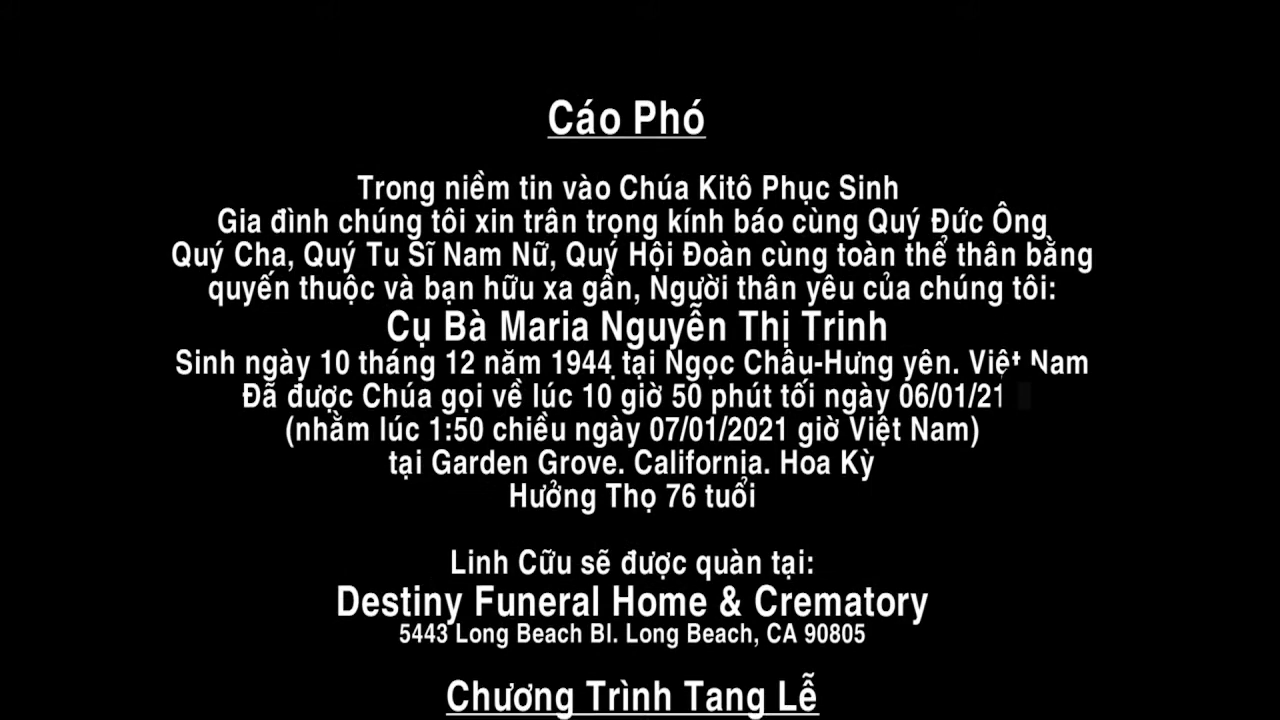 Cáo Phó
Trong niềm tin vào Chúa Kitô Phục Sinh
Gia đình chúng tôi xin trân trọng kính báo cùng Quý Đức Ông
Quý Cha, Quý Tu Sĩ Nam Nữ, Quý Hội Đoàn cùng toàn thể thân bằng
quyến thuộc và bạn hữu xa gần, Người thân yêu của chúng tôi:
Cụ Bà Maria Nguyễn Thị Trinh
Sinh ngày 10 tháng 12 năm 1944 tại Ngọc Châu-Hưng yên. Việt Nam
Đã được Chúa gọi về lúc 10 giờ 50 phút tối ngày 06/01/21
(nhằm lúc 1:50 chiều ngày 07/01/2021 giờ Việt Nam)
tại Garden Grove. California. Hoa Kỳ
Hưởng Thọ 76 tuổi
Linh Cữu sẽ được quàn tại:
Destiny Funeral Home & Crematory
5443 Long Beach Bl. Long Beach, CA 90805
Chương Trình Tang Lễ